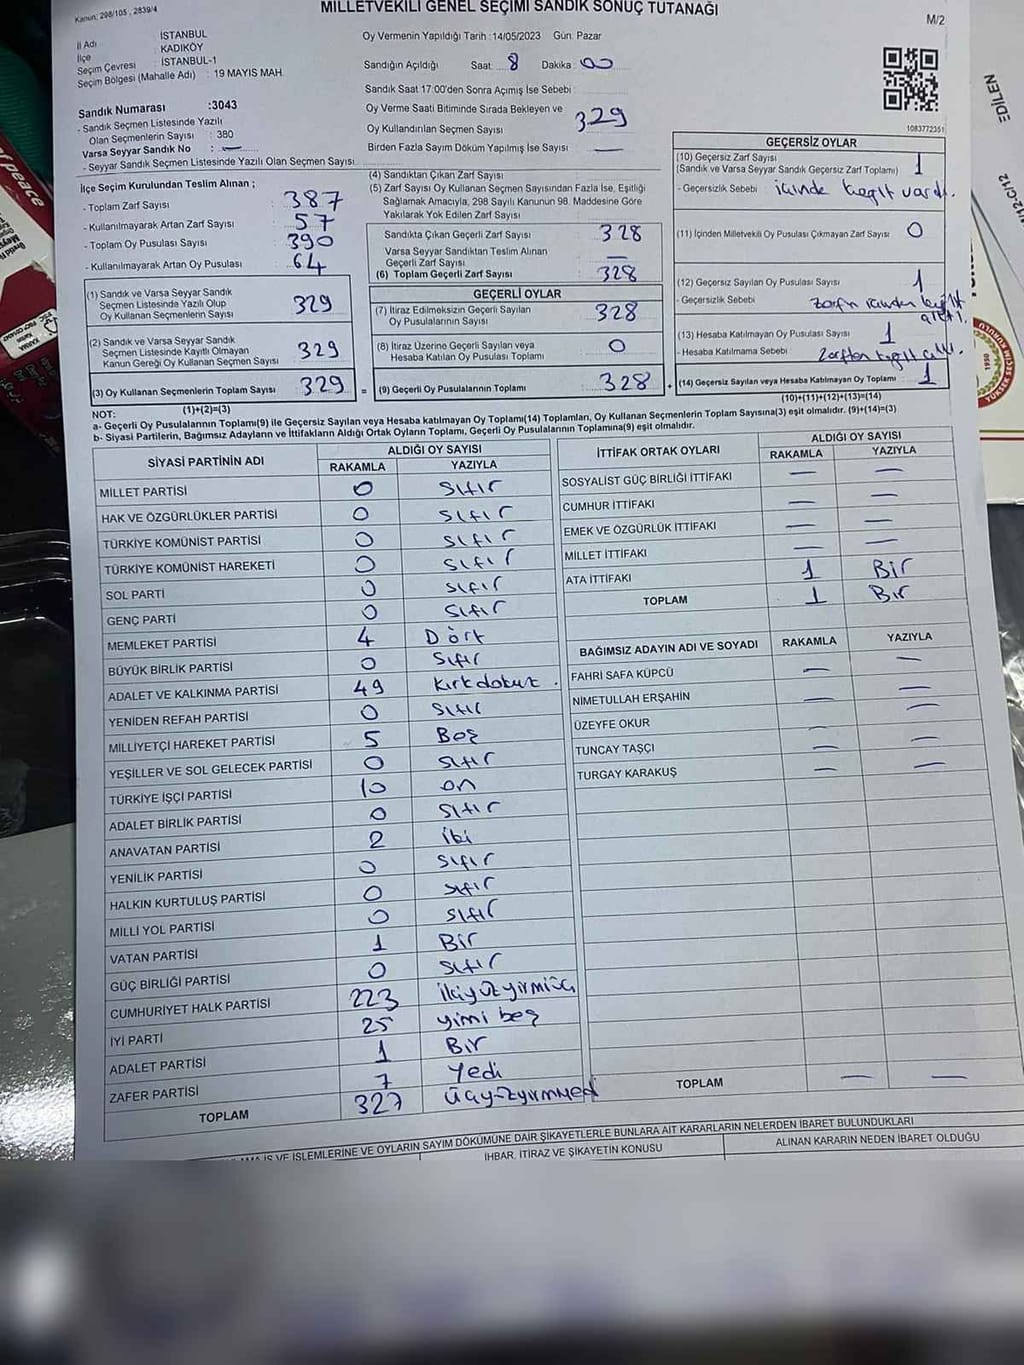 Kanun: 298/105 , 2839/4
MİLLETVEKİLİ GENEL SEÇİMİ SANDIK SONUÇ TUTANAĞI
M/2
İl Adı : İSTANBUL
İlçe : KADIKÖY
Seçim Çevresi : İSTANBUL-1
Seçim Bölgesi (Mahalle Adı) : 19 MAYIS MAH.
Sandık Numarası :3043
- Sandık Seçmen Listesinde Yazılı
Olan Seçmenlerin Sayısı : 380
Varsa Seyyar Sandık No : —
- Seyyar Sandık Seçmen Listesinde Yazılı Olan Seçmen Sayısı
Oy Vermenin Yapıldığı Tarih :14/05/2023 Gün: Pazar
Sandığın Açıldığı Saat: 8 Dakika: 00
Sandık Saat 17:00'den Sonra Açımış İse Sebebi :
Oy Verme Saati Bitiminde Sırada Bekleyen ve
Oy Kullandırılan Seçmen Sayısı : 329
Birden Fazla Sayım Döküm Yapılmış İse Sayısı : —
1083772351
İlçe Seçim Kurulundan Teslim Alınan ;
- Toplam Zarf Sayısı : 387
- Kullanılmayarak Artan Zarf Sayısı : 57
- Toplam Oy Pusulası Sayısı : 390
- Kullanılmayarak Artan Oy Pusulası : 64
(1) Sandık ve Varsa Seyyar Sandık
Seçmen Listesinde Yazılı Olup
Oy Kullanan Seçmenlerin Sayısı 329
(2) Sandık ve Varsa Seyyar Sandık
Seçmen Listesinde Kayıtlı Olmayan
Kanun Gereği Oy Kullanan Seçmen Sayısı 329
(3) Oy Kullanan Seçmenlerin Toplam Sayısı 329 =
(1)+(2)=(3)
(4) Sandıktan Çıkan Zarf Sayısı :
(5) Zarf Sayısı Oy Kullanan Seçmen Sayısından Fazla İse, Eşitliği
Sağlamak Amacıyla, 298 Sayılı Kanunun 98. Maddesine Göre
Yakılarak Yok Edilen Zarf Sayısı :
Sandıkta Çıkan Geçerli Zarf Sayısı : 328
Varsa Seyyar Sandıktan Teslim Alınan
Geçerli Zarf Sayısı : —
(6) Toplam Geçerli Zarf Sayısı : 328
GEÇERLİ OYLAR
(7) İtiraz Edilmeksizin Geçerli Sayılan
Oy Pusulalarının Sayısı 328
(8) İtiraz Üzerine Geçerli Sayılan veya
Hesaba Katılan Oy Pusulası Toplamı : 0
(9) Geçerli Oy Pusulalarının Toplamı : 328
GEÇERSİZ OYLAR
(10) Geçersiz Zarf Sayısı
(Sandık ve Varsa Seyyar Sandık Geçersiz Zarf Toplamı) : 1
- Geçersizlik Sebebi : içinde kağıt vardı.
(11) İçinden Milletvekili Oy Pusulası Çıkmayan Zarf Sayısı : 0
(12) Geçersiz Sayılan Oy Pusulası Sayısı : 1
- Geçersizlik Sebebi :
(13) Hesaba Katılmayan Oy Pusulası Sayısı : 1
- Hesaba Katılmama Sebebi : Zarftan kağıt çıktı.
(14) Geçersiz Sayılan veya Hesaba Katılmayan Oy Toplamı : 1
(10)+(11)+(12)+(13)=(14)
NOT:
a- Geçerli Oy Pusulalarının Toplamı(9) ile Geçersiz Sayılan veya Hesaba katılmayan Oy Toplamı(14) Toplamları, Oy Kullanan Seçmenlerin Toplam Sayısına(3) eşit olmalıdır. (9)+(14)=(3)
b- Siyasi Partilerin, Bağımsız Adayların ve İttifakların Aldığı Ortak Oyların Toplamı, Geçerli Oy Pusulalarının Toplamına(9) eşit olmalıdır.
SİYASİ PARTİNİN ADI ALDIĞI OY SAYISI
RAKAMLA YAZIYLA
MİLLET PARTİSİ 0 Sıfır
HAK VE ÖZGÜRLÜKLER PARTİSİ 0 Sıfır
TÜRKİYE KOMÜNİST PARTİSİ 0 Sıfır
TÜRKİYE KOMÜNİST HAREKETİ 0 Sıfır
SOL PARTİ 0 Sıfır
GENÇ PARTİ 0 Sıfır
MEMLEKET PARTİSİ 4 Dört
BÜYÜK BİRLİK PARTİSİ 0 Sıfır
ADALET VE KALKINMA PARTİSİ 49 Kırkdokuz.
YENİDEN REFAH PARTİSİ 0 Sıfır
MİLLİYETÇİ HAREKET PARTİSİ 5 Beş
YEŞİLLER VE SOL GELECEK PARTİSİ 0 Sıfır
TÜRKİYE İŞÇİ PARTİSİ 10 on
ADALET BİRLİK PARTİSİ 0 Sıfır
ANAVATAN PARTİSİ 2 iki
YENİLİK PARTİSİ 0 Sıfır
HALKIN KURTULUŞ PARTİSİ 0 Sıfır
MİLLİ YOL PARTİSİ 0 Sıfır
VATAN PARTİSİ 1 Bir
GÜÇ BİRLİĞİ PARTİSİ 0 Sıfır
CUMHURİYET HALK PARTİSİ 223 ikiyüzyirmiüç
İYİ PARTİ 25 yimi beş
ADALET PARTİSİ 1 Bir
ZAFER PARTİSİ 7 Yedi
TOPLAM 327 üçyüzyirmiyedi
İTTİFAK ORTAK OYLARI ALDIĞI OY SAYISI
RAKAMLA YAZIYLA
SOSYALİST GÜÇ BİRLİĞİ İTTİFAKI — —
CUMHUR İTTİFAKI — —
EMEK VE ÖZGÜRLÜK İTTİFAKI — —
MİLLET İTTİFAKI — —
ATA İTTİFAKI 1 Bir
TOPLAM 1 Bir
BAĞIMSIZ ADAYIN ADI VE SOYADI RAKAMLA YAZIYLA
FAHRİ SAFA KÜPCÜ — —
NİMETULLAH ERŞAHİN — —
ÜZEYFE OKUR — —
TUNCAY TAŞÇI — —
TURGAY KARAKUŞ — —
TOPLAM — —
İŞ VE İŞLEMLERİNE VE OYLARIN SAYIM DÖKÜMÜNE DAİR ŞİKAYETLERLE BUNLARA AİT KARARLARIN NELERDEN İBARET BULUNDUKLARI
İHBAR, İTİRAZ VE ŞİKAYETİN KONUSU ALINAN KARARIN NEDEN İBARET OLDUĞU
of peace
EDİLEN
1950